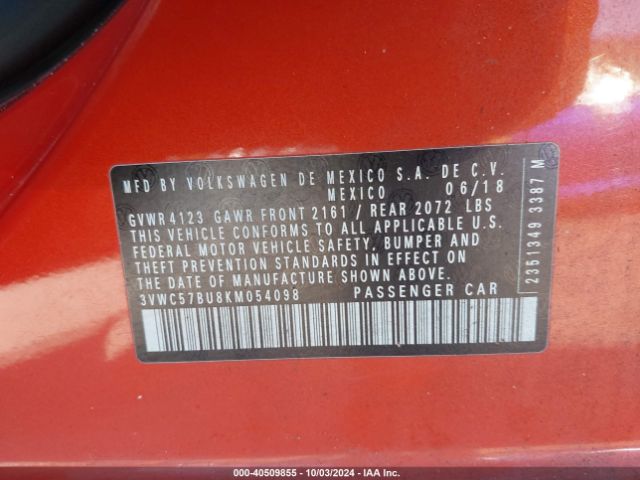 MFD BY VOLKSWAGEN DE MEXICO S.A. DE C.V.
MEXICO 06/18
GVWR 4123 GAWR FRONT 2161 / REAR 2072 LBS
THIS VEHICLE CONFORMS TO ALL APPLICABLE U.S.
FEDERAL MOTOR VEHICLE SAFETY, BUMPER AND
THEFT PREVENTION STANDARDS IN EFFECT ON
THE DATE OF MANUFACTURE SHOWN ABOVE.
3VWC57BU8KM054098 PASSENGER CAR
2351349 3387 M
000-40509855 - 10/03/2024 - IAA Inc.